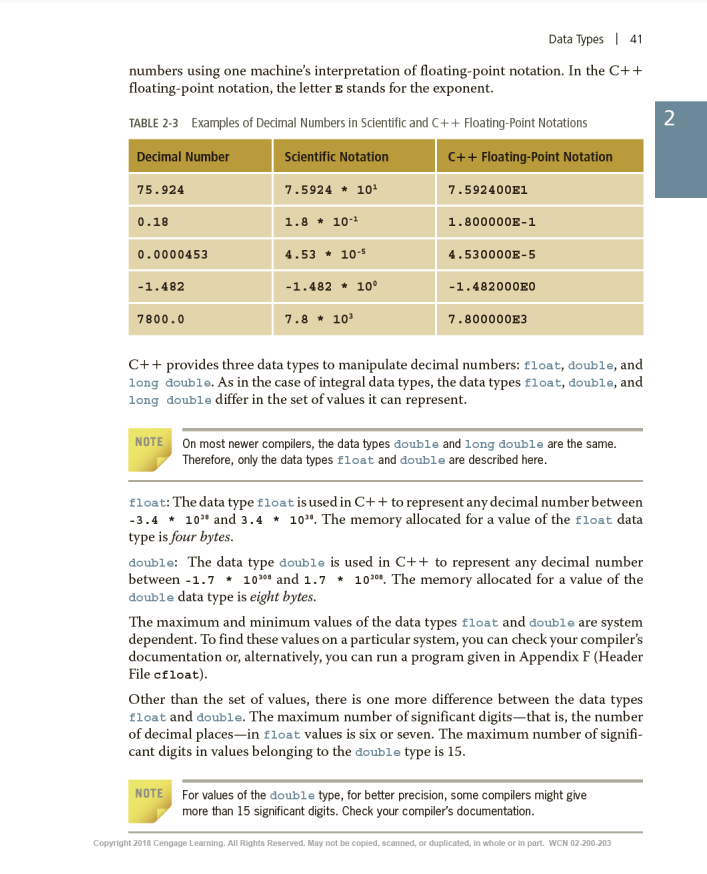 Data Types | 41
2
numbers using one machine's interpretation of floating-point notation. In the C++
floating-point notation, the letter E stands for the exponent.
TABLE 2-3 Examples of Decimal Numbers in Scientific and C++ Floating-Point Notations
Decimal Number Scientific Notation C++ Floating-Point Notation
75.924 7.5924 * 10¹ 7.592400E1
0.18 1.8 * 10⁻¹ 1.800000E-1
0.0000453 4.53 * 10⁻⁵ 4.530000E-5
-1.482 -1.482 * 10⁰ -1.482000E0
7800.0 7.8 * 10³ 7.800000E3
C++ provides three data types to manipulate decimal numbers: float, double, and
long double. As in the case of integral data types, the data types float, double, and
long double differ in the set of values it can represent.
NOTE
On most newer compilers, the data types double and long double are the same.
Therefore, only the data types float and double are described here.
float: The data type float is used in C++ to represent any decimal number between
-3.4 * 10³⁸ and 3.4 * 10³⁸. The memory allocated for a value of the float data
type is four bytes.
double: The data type double is used in C++ to represent any decimal number
between -1.7 * 10³⁰⁸ and 1.7 * 10³⁰⁸. The memory allocated for a value of the
double data type is eight bytes.
The maximum and minimum values of the data types float and double are system
dependent. To find these values on a particular system, you can check your compiler's
documentation or, alternatively, you can run a program given in Appendix F (Header
File cfloat).
Other than the set of values, there is one more difference between the data types
float and double. The maximum number of significant digits—that is, the number
of decimal places—in float values is six or seven. The maximum number of signifi-
cant digits in values belonging to the double type is 15.
NOTE
For values of the double type, for better precision, some compilers might give
more than 15 significant digits. Check your compiler's documentation.
Copyright 2018 Cengage Learning. All Rights Reserved. May not be copied, scanned, or duplicated, in whole or in part. WCN 02-200-203